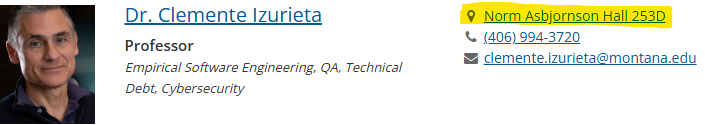 Dr. Clemente Izurieta
Professor
Empirical Software Engineering, QA, Technical
Debt, Cybersecurity
Norm Asbjornson Hall 253D
(406) 994-3720
clemente.izurieta@montana.edu